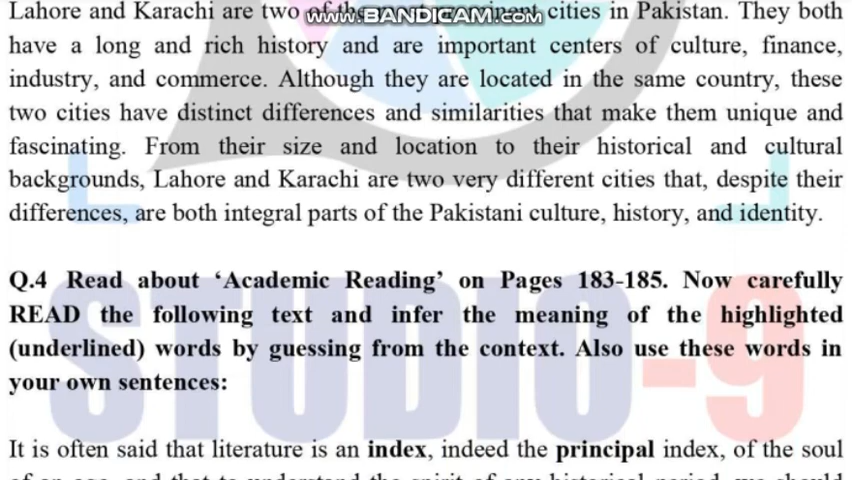 Lahore and Karachi are two of the cities in Pakistan. They both
www.BANDICAM.com
have a long and rich history and are important centers of culture, finance,
industry, and commerce. Although they are located in the same country, these
two cities have distinct differences and similarities that make them unique and
fascinating. From their size and location to their historical and cultural
backgrounds, Lahore and Karachi are two very different cities that, despite their
differences, are both integral parts of the Pakistani culture, history, and identity.
Q.4 Read about ‘Academic Reading’ on Pages 183-185. Now carefully
READ the following text and infer the meaning of the highlighted
(underlined) words by guessing from the context. Also use these words in
your own sentences:
STUDIO-9
It is often said that literature is an index, indeed the principal index, of the soul